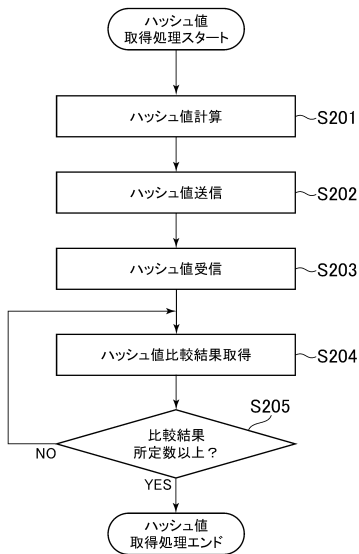 ハッシュ値
取得処理スタート
ハッシュ値計算
S201
ハッシュ値送信
S202
ハッシュ値受信
S203
ハッシュ値比較結果取得
S204
S205
比較結果
所定数以上?
NO
YES
ハッシュ値
取得処理エンド